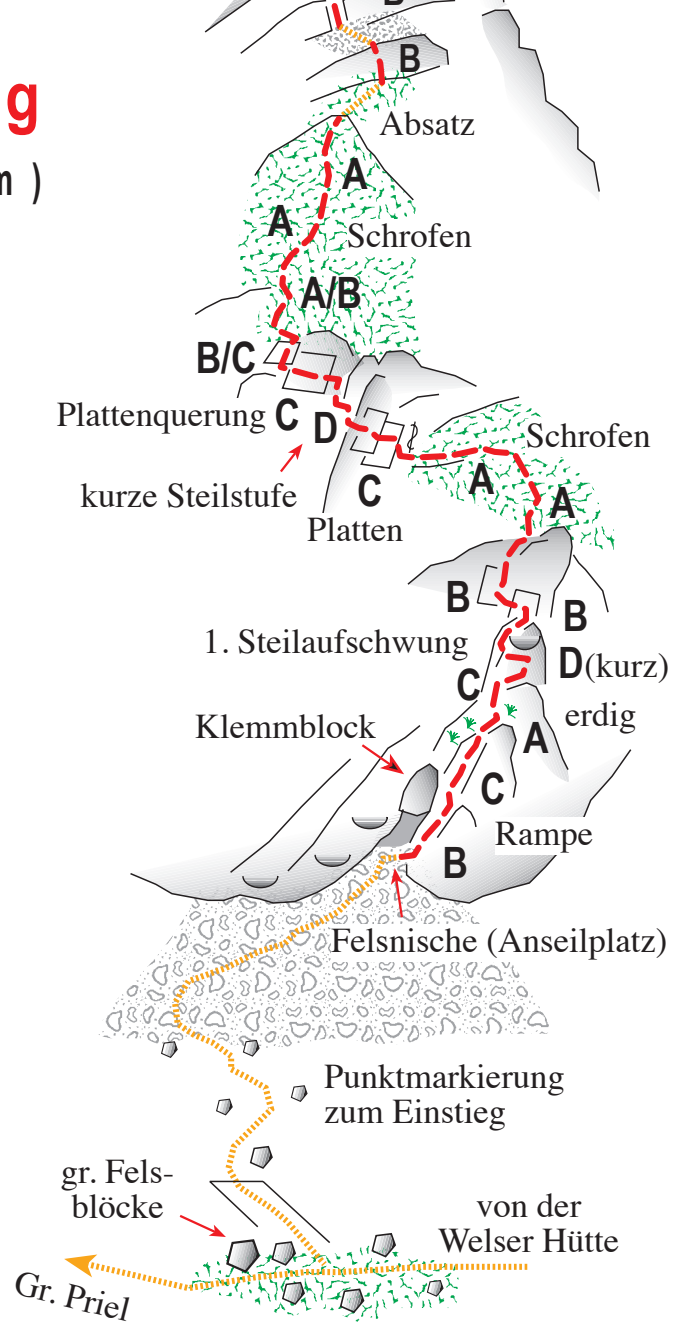 B
g
m )
Absatz
A
A
Schrofen
A/B
B/C
Plattenquerung C D
Schrofen
kurze Steilstufe
C
A
A
Platten
B
B
1. Steilaufschwung
D (kurz)
C
erdig
Klemmblock
A
C
Rampe
B
Felsnische (Anseilplatz)
Punktmarkierung
zum Einstieg
gr. Fels-
blöcke
von der
Welser Hütte
Gr. Priel